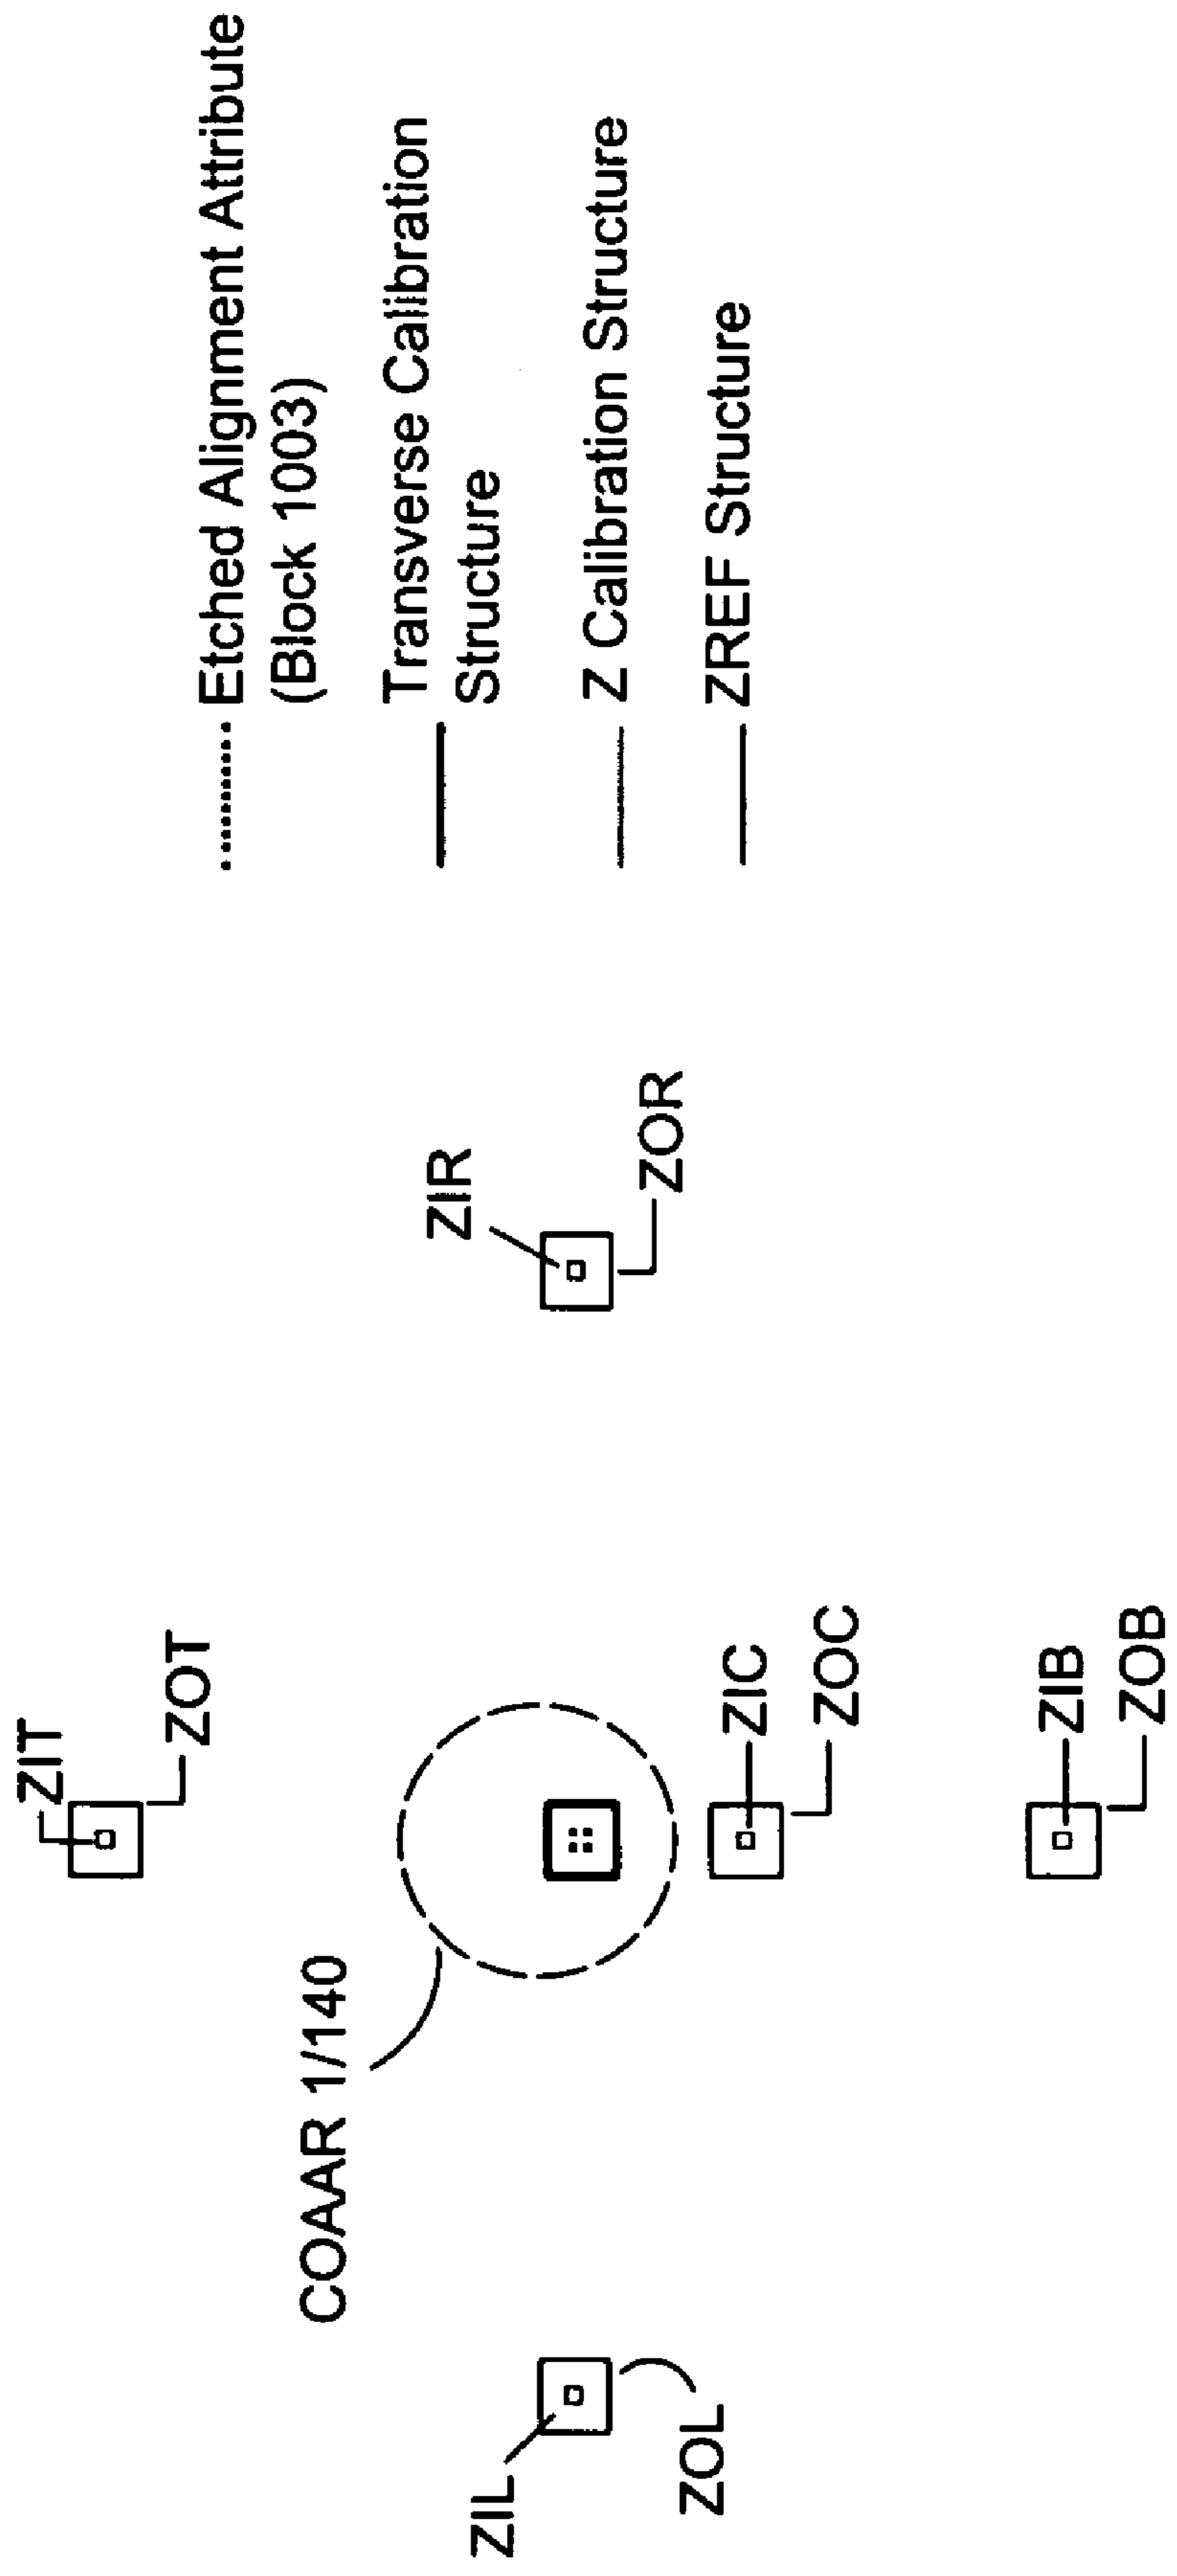 ZIT
ZOT
COAAR 1/140
ZIL
ZOL
ZIR
ZOR
ZIC
ZOC
ZIB
ZOB
Etched Alignment Attribute
(Block 1003)
Transverse Calibration
Structure
Z Calibration Structure
ZREF Structure